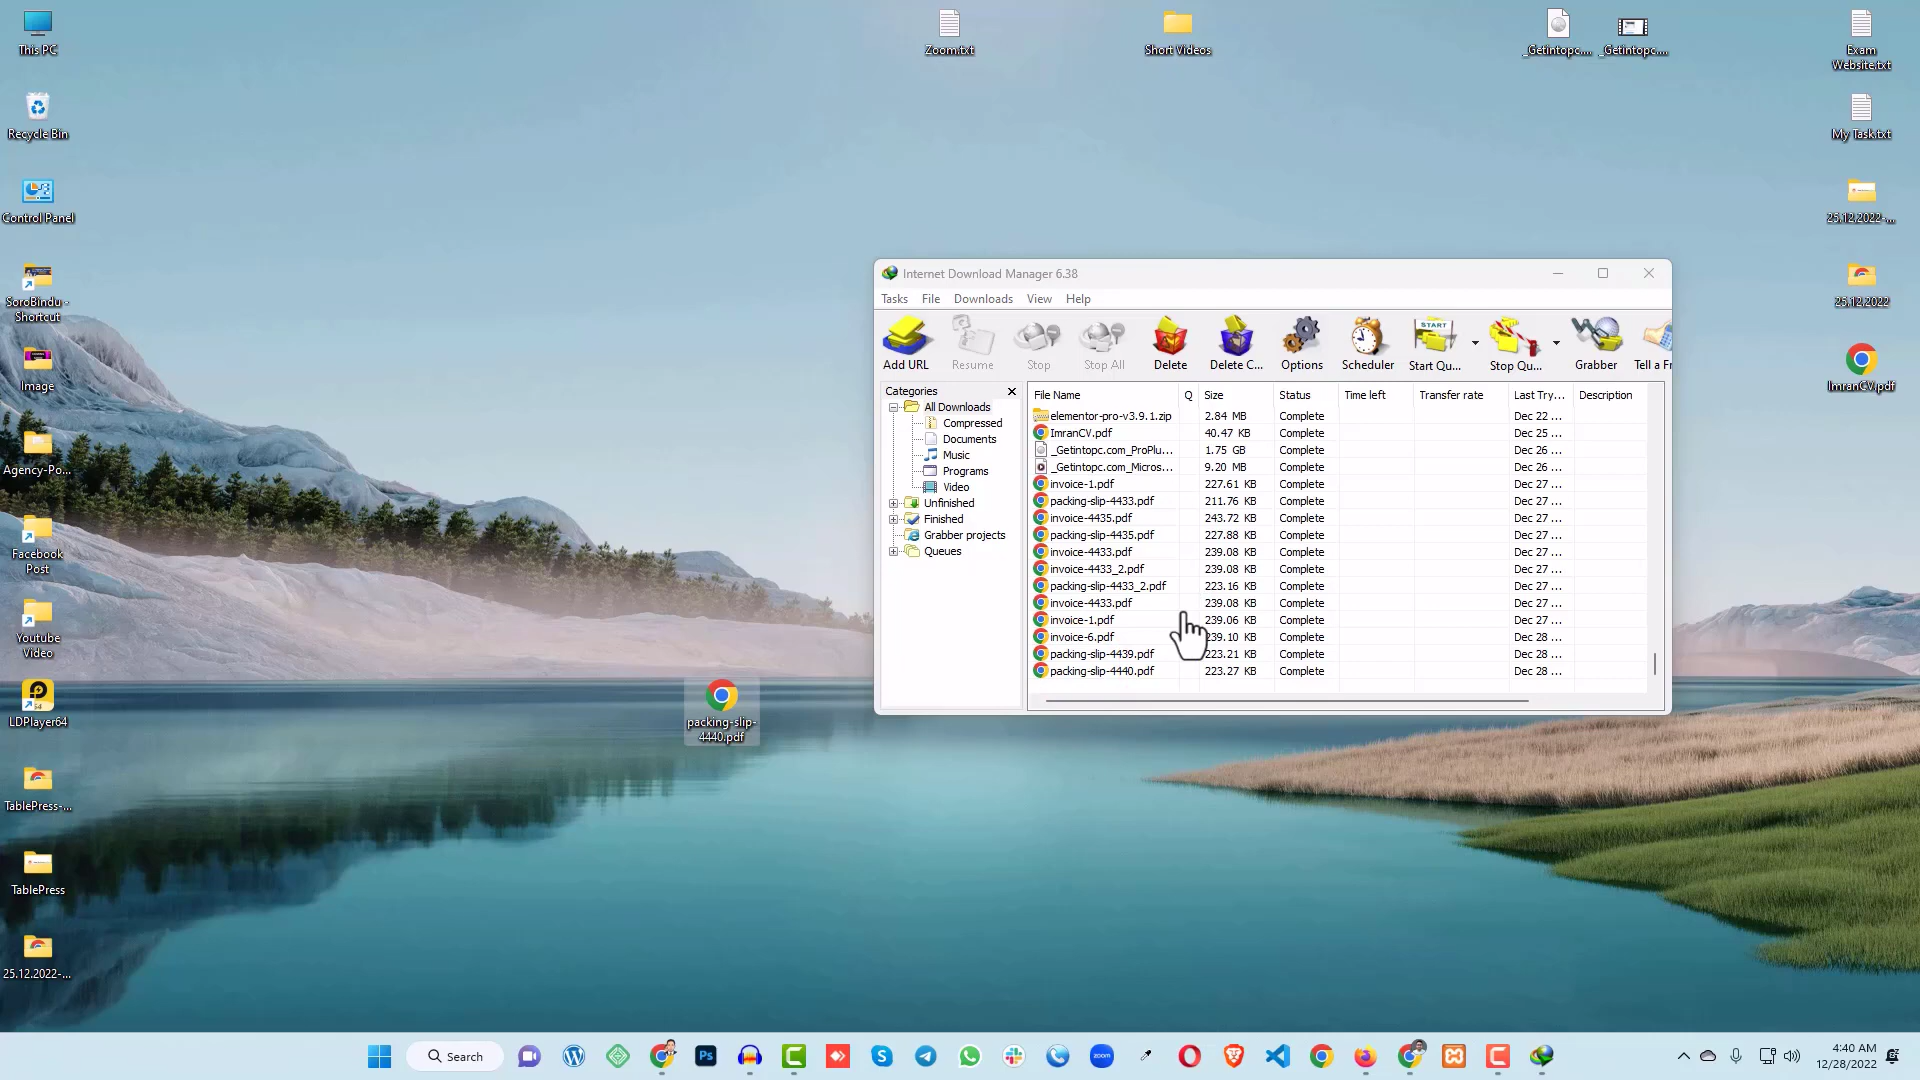 This PC
Recycle Bin
Control Panel
SoroBindu -
Shortcut
Image
Agency-Po...
Facebook
Post
Youtube
Video
LDPlayer64
TablePress-...
TablePress
25.12.2022-...
Zoom.txt
Short Videos
_Getintopc....
_Getintopc....
Exam
Website.txt
My Task.txt
25.12.2022-...
25.12.2022
ImranCV.pdf
packing-slip-
4440.pdf
Internet Download Manager 6.38
Tasks File Downloads View Help
START
Add URL Resume Stop Stop All Delete Delete C... Options Scheduler Start Qu... Stop Qu... Grabber Tell a Fr
Categories
All Downloads
Compressed
Documents
Music
Programs
Video
Unfinished
Finished
Grabber projects
Queues
File Name Q Size Status Time left Transfer rate Last Try... Description
elementor-pro-v3.9.1.zip 2.84 MB Complete Dec 22 ...
ImranCV.pdf 40.47 KB Complete Dec 25 ...
_Getintopc.com_ProPlu... 1.75 GB Complete Dec 26 ...
_Getintopc.com_Micros... 9.20 MB Complete Dec 26 ...
invoice-1.pdf 227.61 KB Complete Dec 27 ...
packing-slip-4433.pdf 211.76 KB Complete Dec 27 ...
invoice-4435.pdf 243.72 KB Complete Dec 27 ...
packing-slip-4435.pdf 227.88 KB Complete Dec 27 ...
invoice-4433.pdf 239.08 KB Complete Dec 27 ...
invoice-4433_2.pdf 239.08 KB Complete Dec 27 ...
packing-slip-4433_2.pdf 223.16 KB Complete Dec 27 ...
invoice-4433.pdf 239.08 KB Complete Dec 27 ...
invoice-1.pdf 239.06 KB Complete Dec 27 ...
invoice-6.pdf 239.10 KB Complete Dec 28 ...
packing-slip-4439.pdf 223.21 KB Complete Dec 28 ...
packing-slip-4440.pdf 223.27 KB Complete Dec 28 ...
Search
Ps
zoom
4:40 AM
12/28/2022